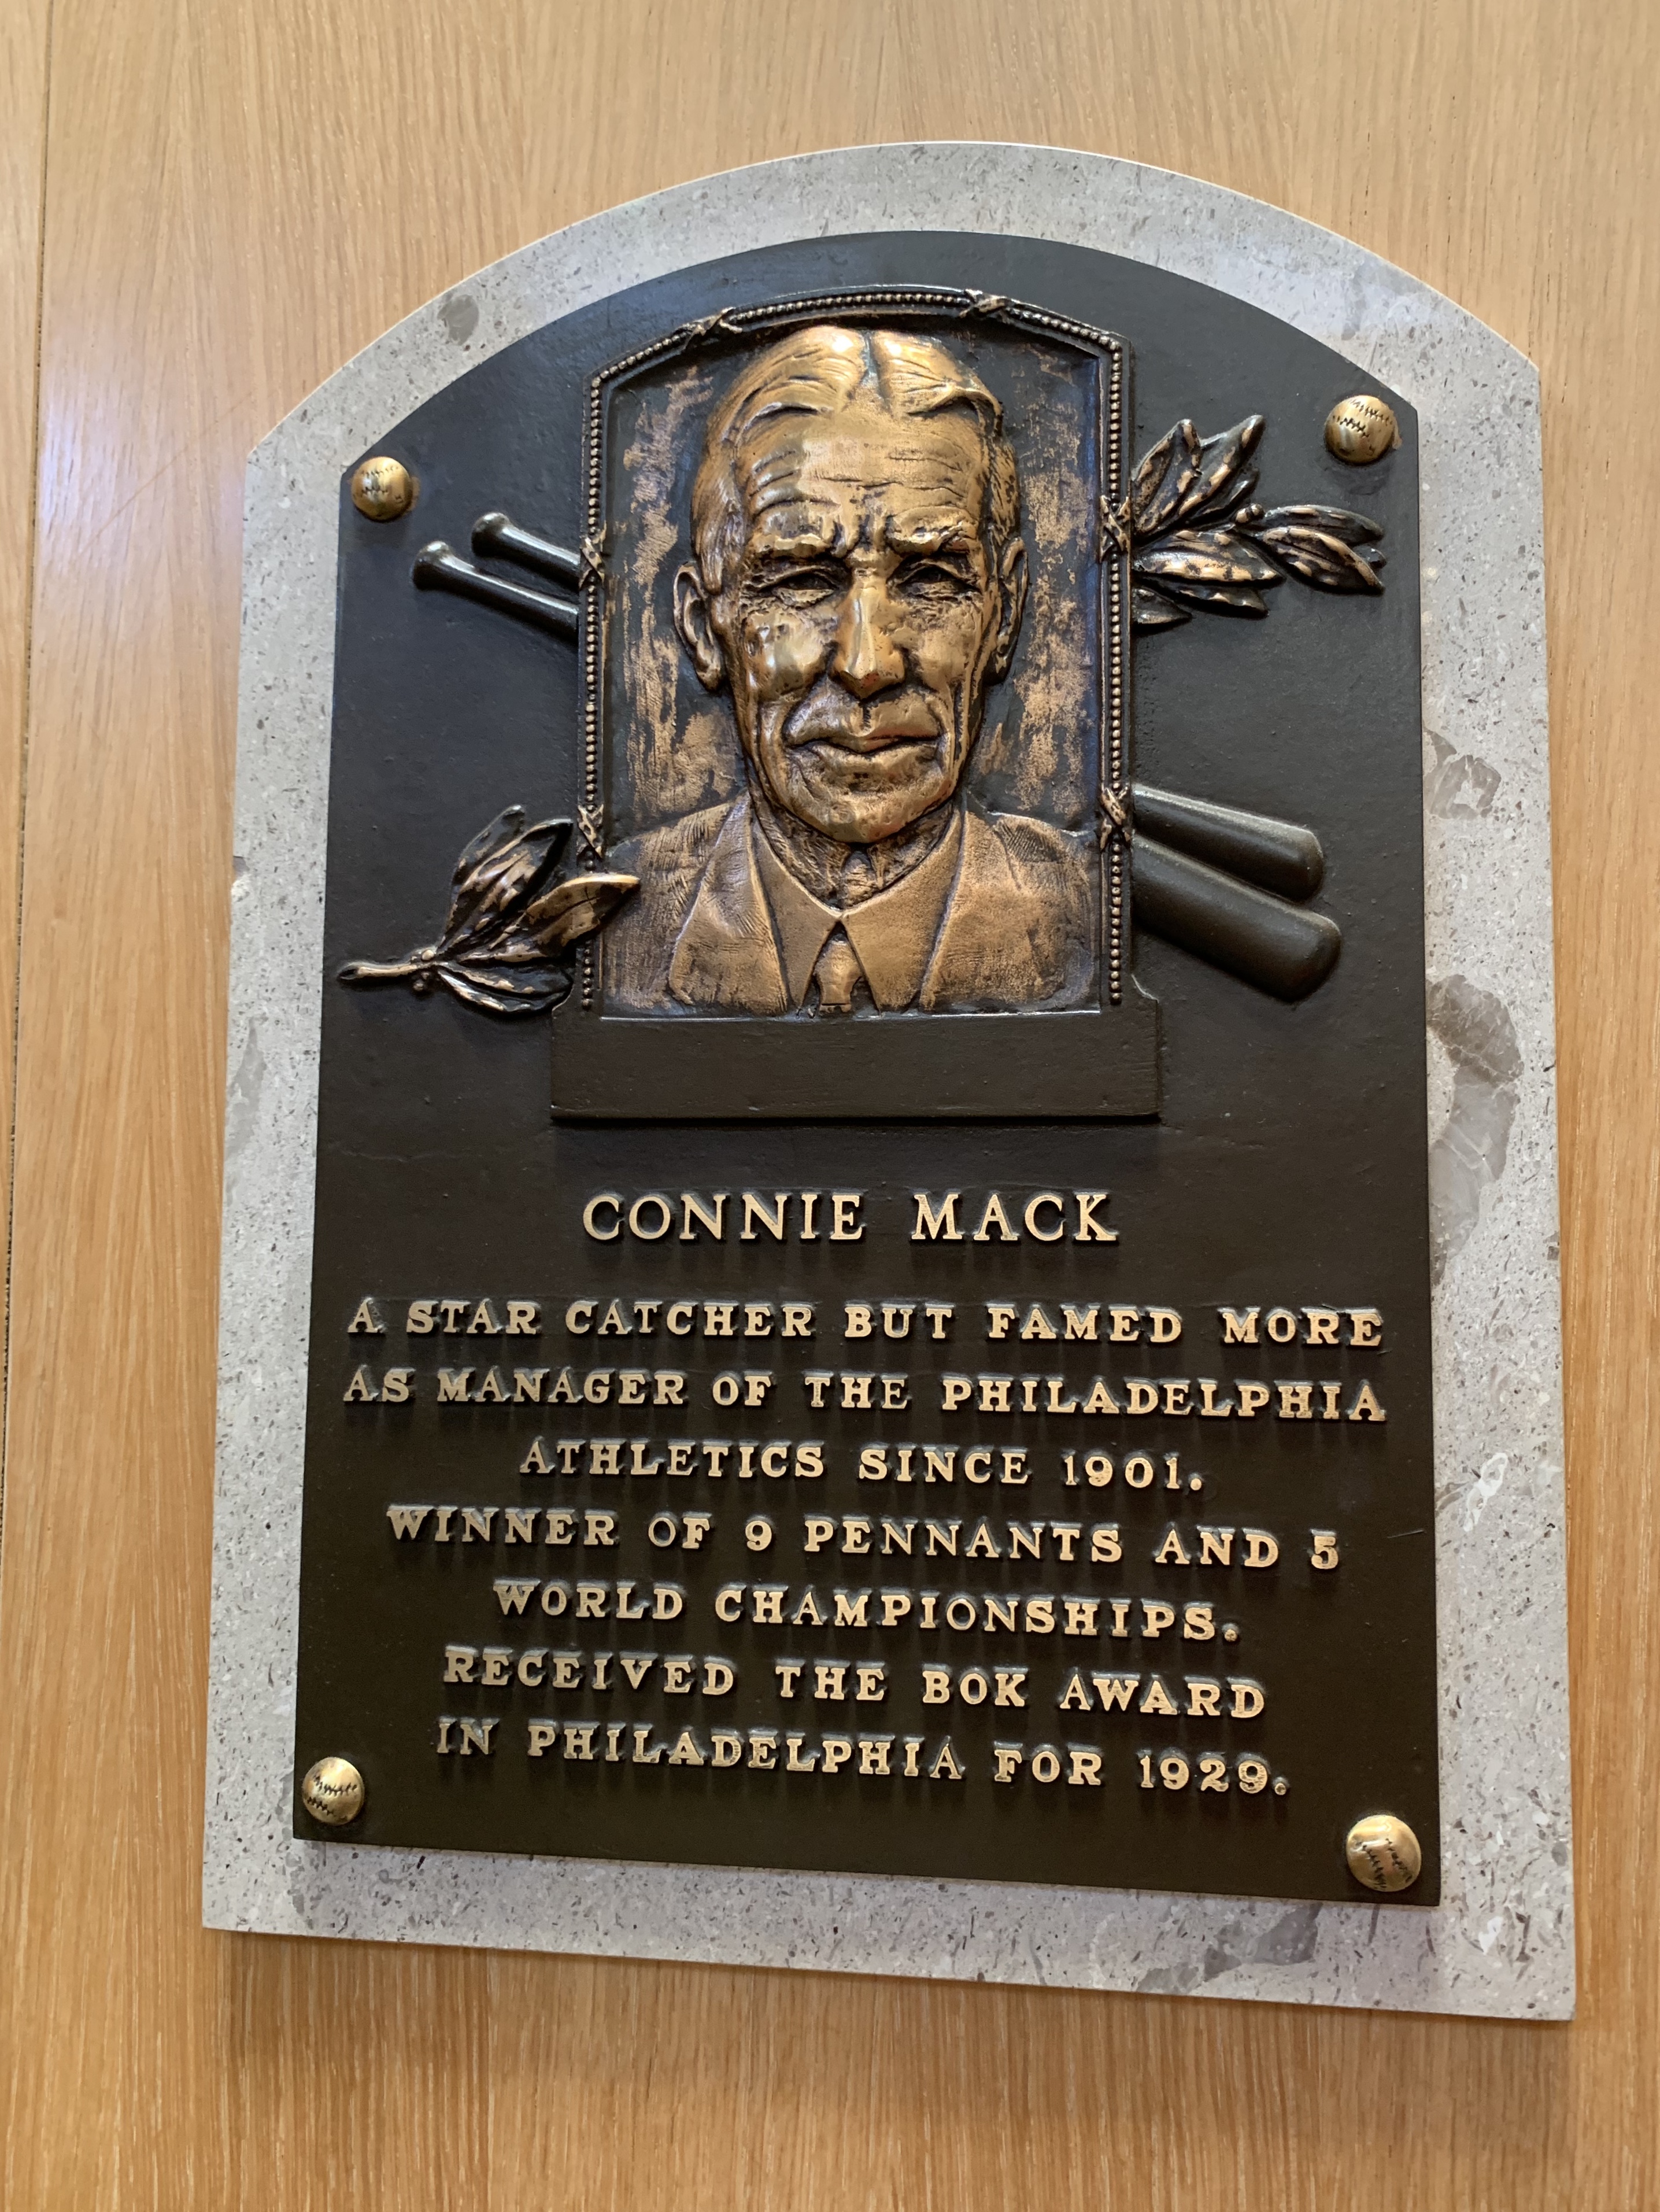 CONNIE MACK
A STAR CATCHER BUT FAMED MORE
AS MANAGER OF THE PHILADELPHIA
ATHLETICS SINCE 1901.
WINNER OF 9 PENNANTS AND 5
WORLD CHAMPIONSHIPS.
RECEIVED THE BOK AWARD
IN PHILADELPHIA FOR 1929.